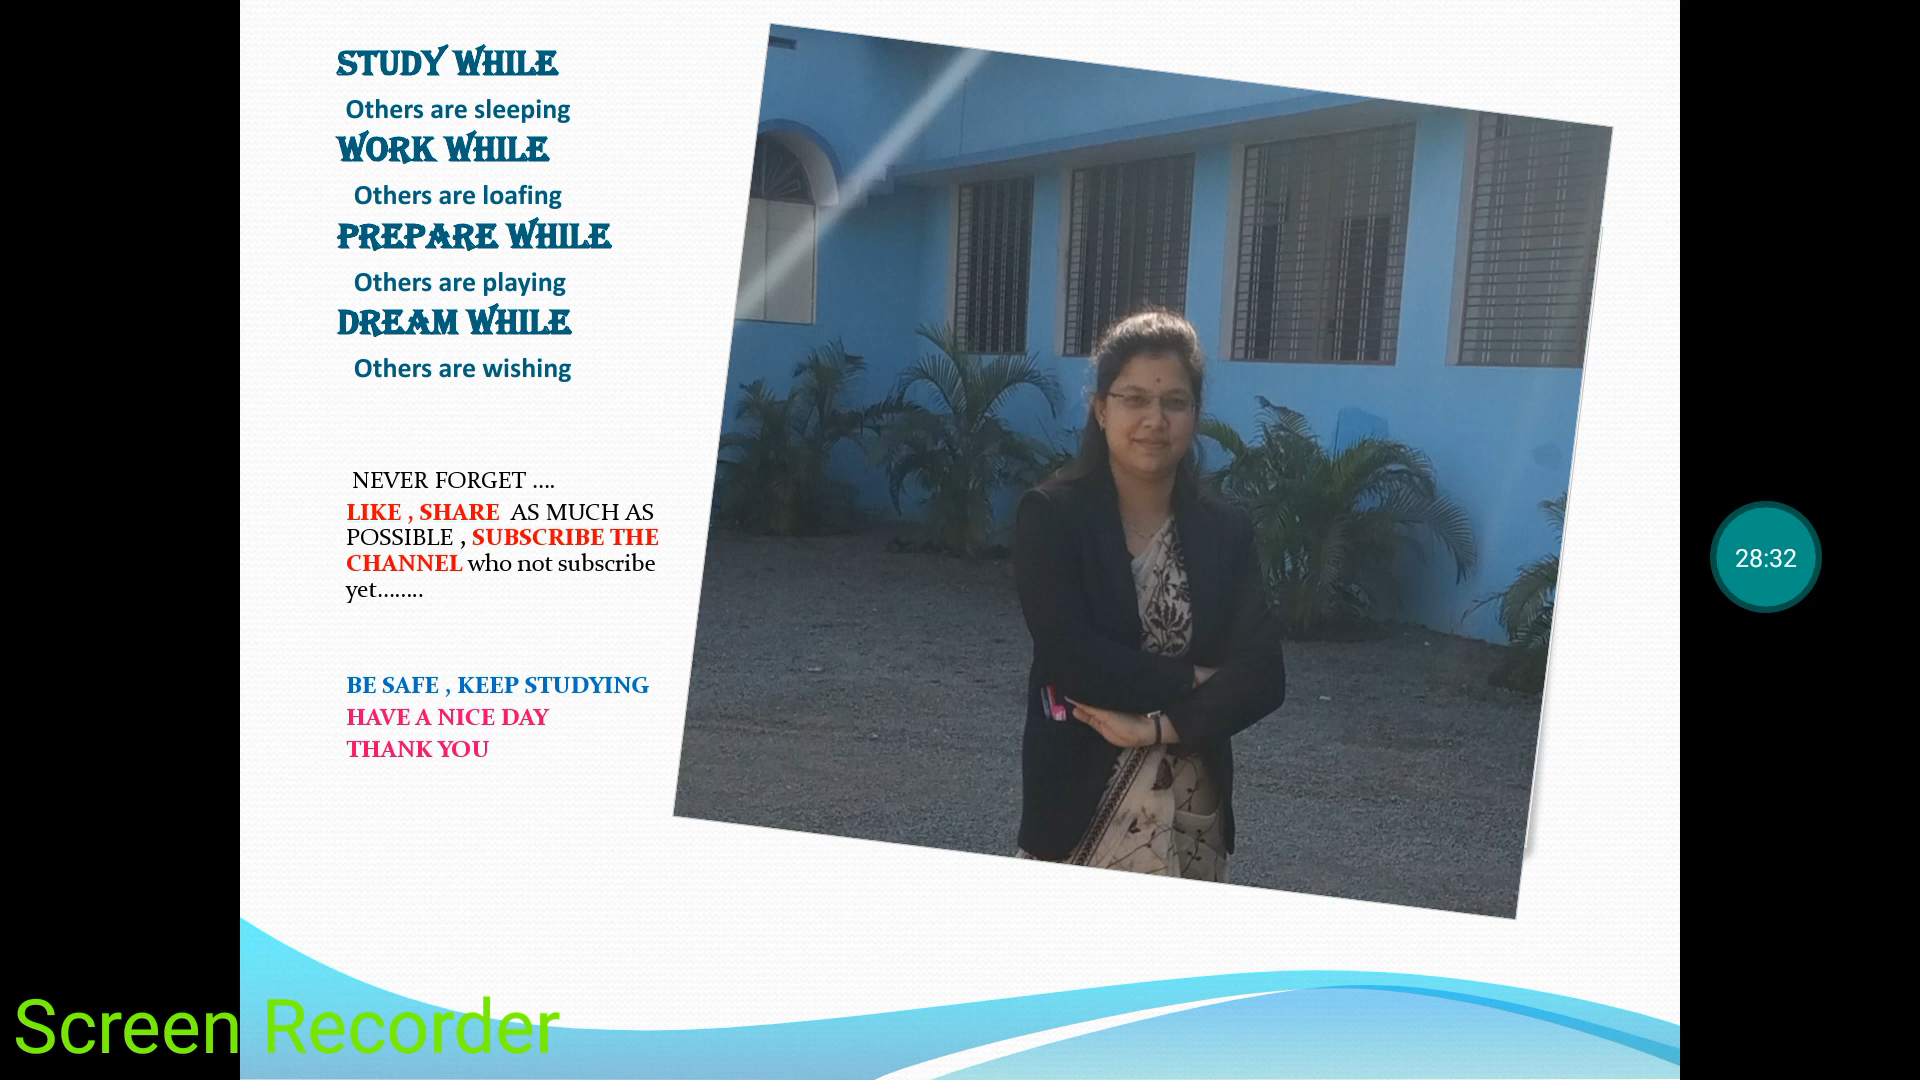 STUDY WHILE
Others are sleeping
WORK WHILE
Others are loafing
PREPARE WHILE
Others are playing
DREAM WHILE
Others are wishing
NEVER FORGET ....
LIKE , SHARE AS MUCH AS
POSSIBLE , SUBSCRIBE THE
CHANNEL who not subscribe
yet........
BE SAFE , KEEP STUDYING
HAVE A NICE DAY
THANK YOU
28:32
Screen Recorder